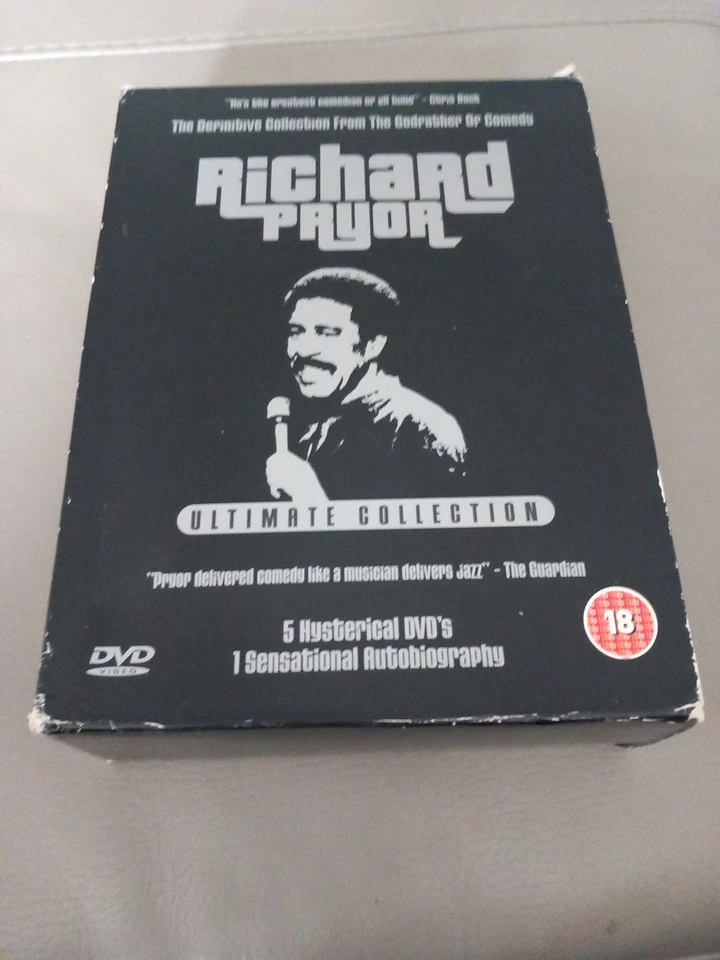 "He's the greatest comedian of all time" - Chris Rock
The Definitive Collection From The Godfather Of Comedy
Richard
PRYOR
ULTIMATE COLLECTION
"Pryor delivered comedy like a musician delivers Jazz" - The Guardian
5 Hysterical DVD's
1 Sensational Autobiography
18
DVD
VIDEO